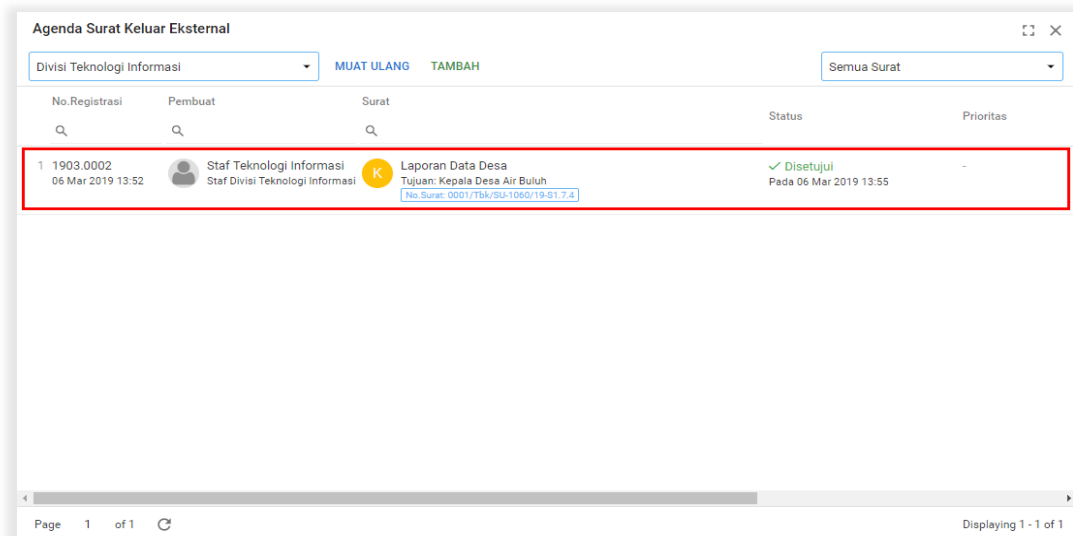 Agenda Surat Keluar Eksternal
Divisi Teknologi Informasi
MUAT ULANG
TAMBAH
Semua Surat
No.Registrasi
Pembuat
Surat
Status
Prioritas
1
1903.0002
06 Mar 2019 13:52
Staf Teknologi Informasi
Staf Divisi Teknologi Informasi
K
Laporan Data Desa
Tujuan: Kepala Desa Air Buluh
No.Surat: 0001/Tbk/SU-1060/19-S1.7.4
Disetujui
Pada 06 Mar 2019 13:55
-
Page 1 of 1
Displaying 1 - 1 of 1